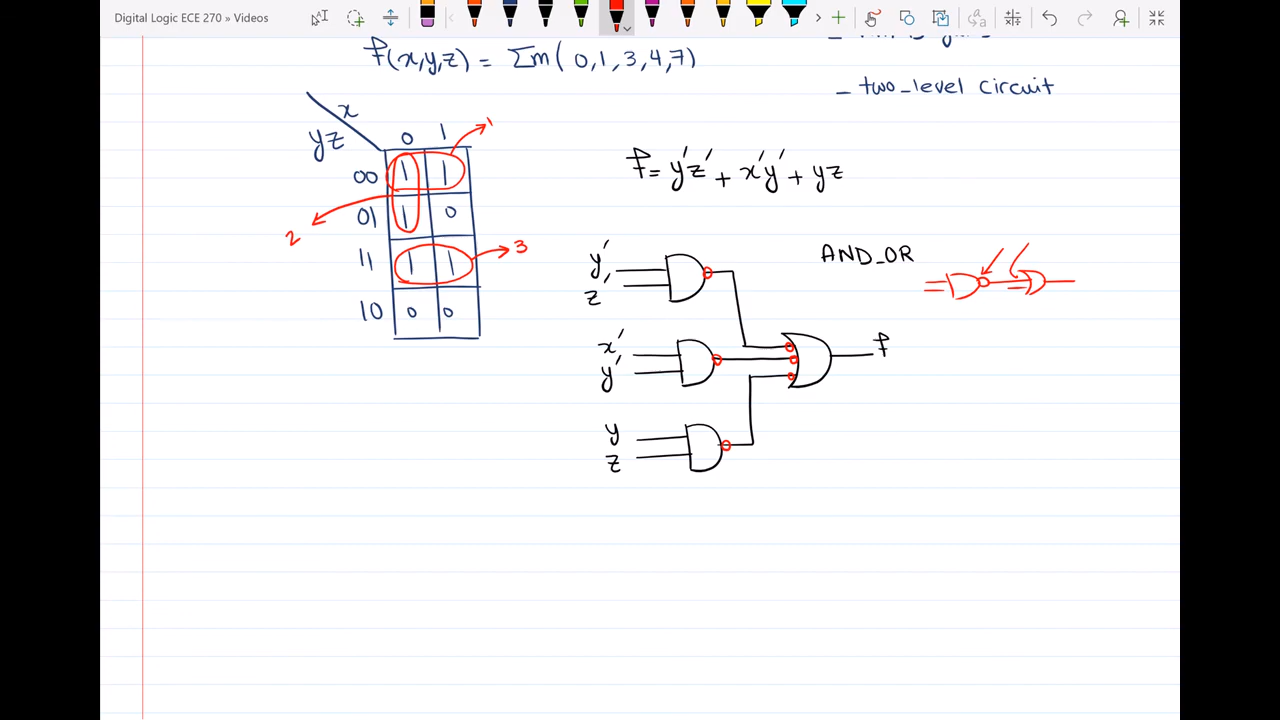 Digital Logic ECE 270 » Videos
f(x,y,z) = Σm( 0,1,3,4,7)
_ two_level circuit
x
yz 0 1
1
00 1 1
01 1 0
2
11 1 1
3
10 0 0
f= y'z' + x'y' + yz
AND_OR
y'
z'
x'
y'
f
y
z